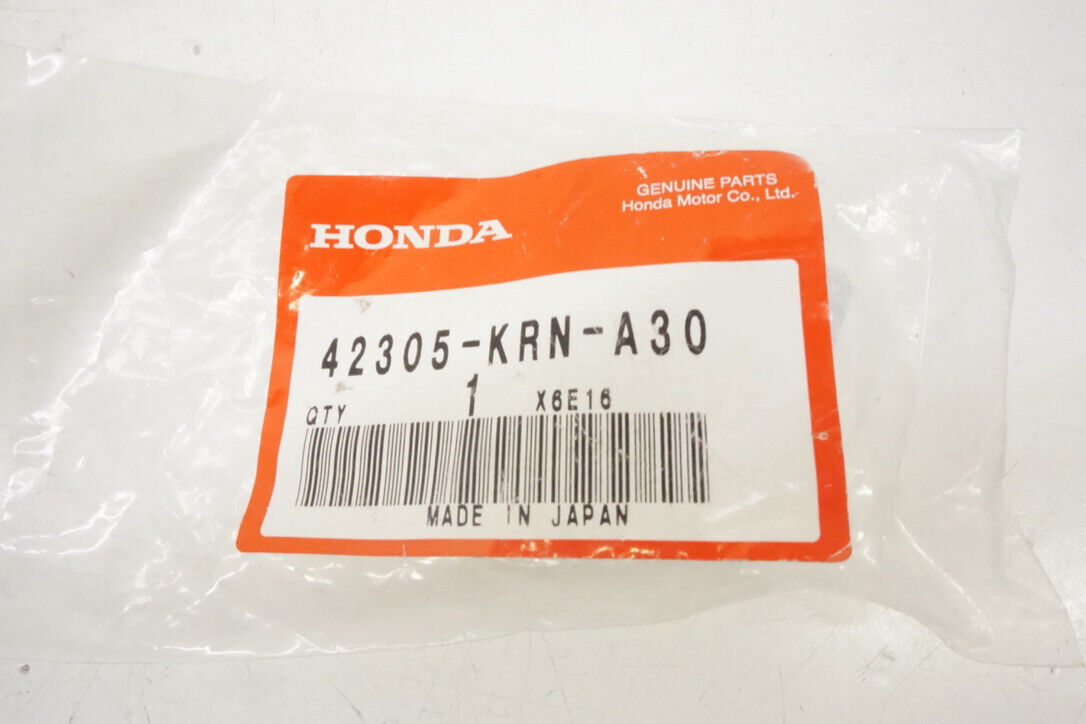 GENUINE PARTS
Honda Motor Co., Ltd.
HONDA
42305-KRN-A30
QTY 1 X6E16
MADE IN JAPAN